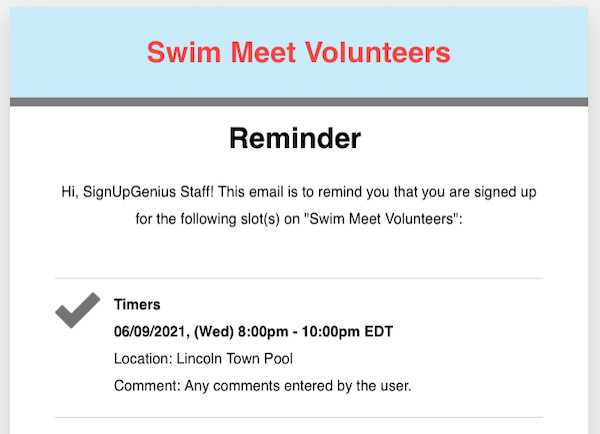 Swim Meet Volunteers
Reminder
Hi, SignUpGenius Staff! This email is to remind you that you are signed up
for the following slot(s) on "Swim Meet Volunteers":
Timers
06/09/2021, (Wed) 8:00pm - 10:00pm EDT
Location: Lincoln Town Pool
Comment: Any comments entered by the user.